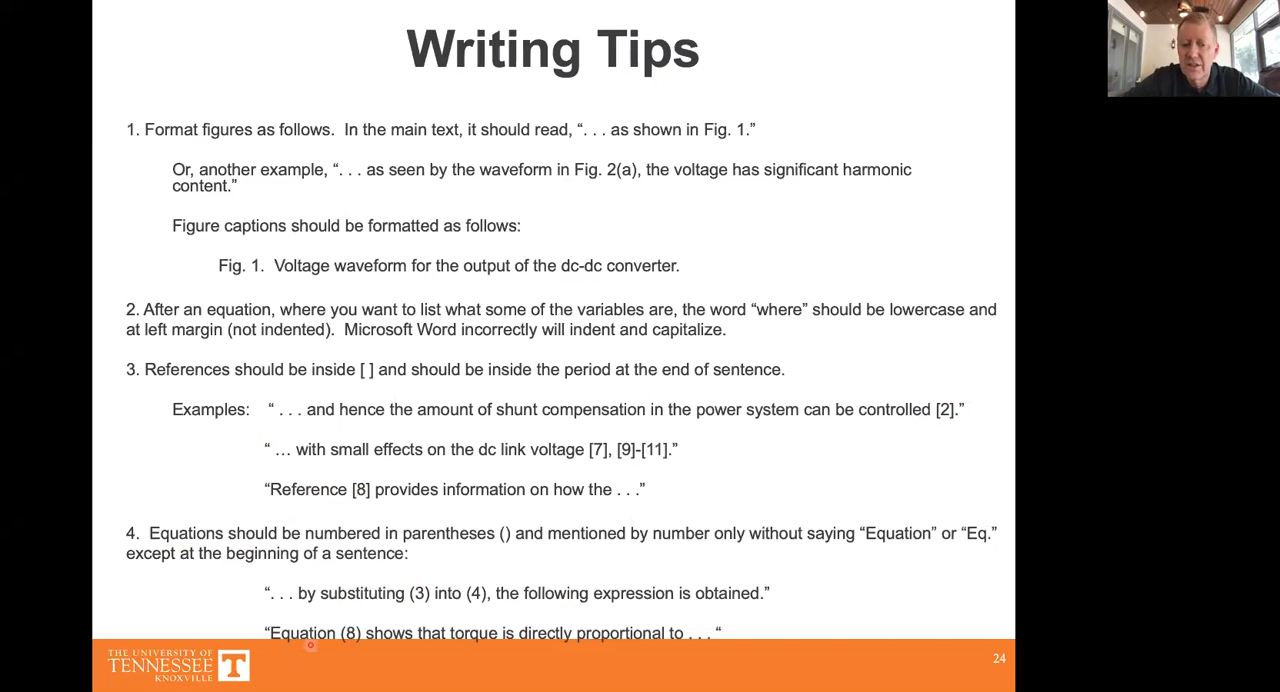 Writing Tips
1. Format figures as follows.  In the main text, it should read, “. . . as shown in Fig. 1.”
Or, another example, “. . . as seen by the waveform in Fig. 2(a), the voltage has significant harmonic
content.”
Figure captions should be formatted as follows:
Fig. 1.  Voltage waveform for the output of the dc-dc converter.
2. After an equation, where you want to list what some of the variables are, the word “where” should be lowercase and
at left margin (not indented).  Microsoft Word incorrectly will indent and capitalize.
3. References should be inside [ ] and should be inside the period at the end of sentence.
Examples:   “ . . . and hence the amount of shunt compensation in the power system can be controlled [2].”
“ … with small effects on the dc link voltage [7], [9]-[11].”
“Reference [8] provides information on how the . . .”
4.  Equations should be numbered in parentheses () and mentioned by number only without saying “Equation” or “Eq.”
except at the beginning of a sentence:
“. . . by substituting (3) into (4), the following expression is obtained.”
“Equation (8) shows that torque is directly proportional to . . . “
THE UNIVERSITY OF
TENNESSEE
KNOXVILLE
T
24